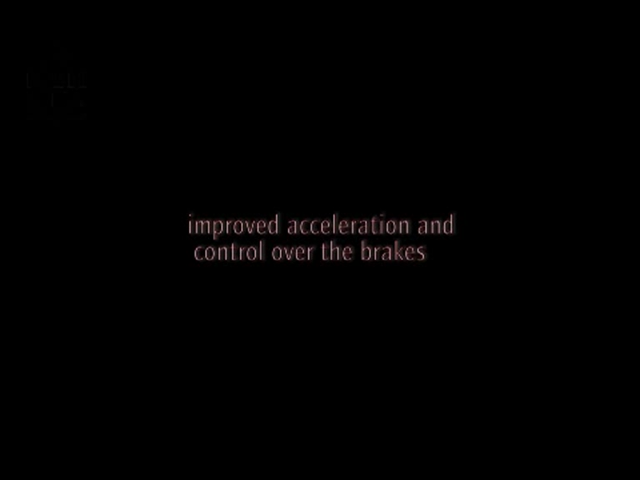 improved acceleration and
control over the brakes